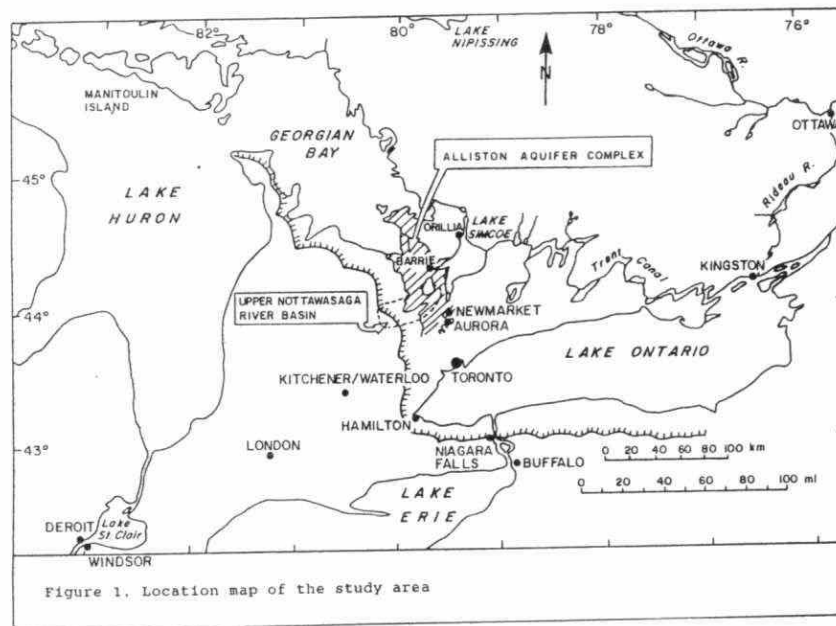 82°
80°
78°
76°
LAKE
NIPISSING
Ottawa R.
N
MANITOULIN
ISLAND
OTTAWA
GEORGIAN
BAY
ALLISTON AQUIFER COMPLEX
45°
45°
LAKE
HURON
Rideau R.
ORILLIA
LAKE
SIMCOE
BARRIE
Trent Canal
KINGSTON
UPPER NOTTAWASAGA
RIVER BASIN
44°
44°
NEWMARKET
AURORA
LAKE ONTARIO
KITCHENER/WATERLOO
TORONTO
HAMILTON
43°
43°
LONDON
NIAGARA
FALLS
BUFFALO
0 20 40 60 80 100 km
0 20 40 60 80 100 ml
LAKE
ERIE
DEROIT
Lake
St. Clair
WINDSOR
Figure 1. Location map of the study area